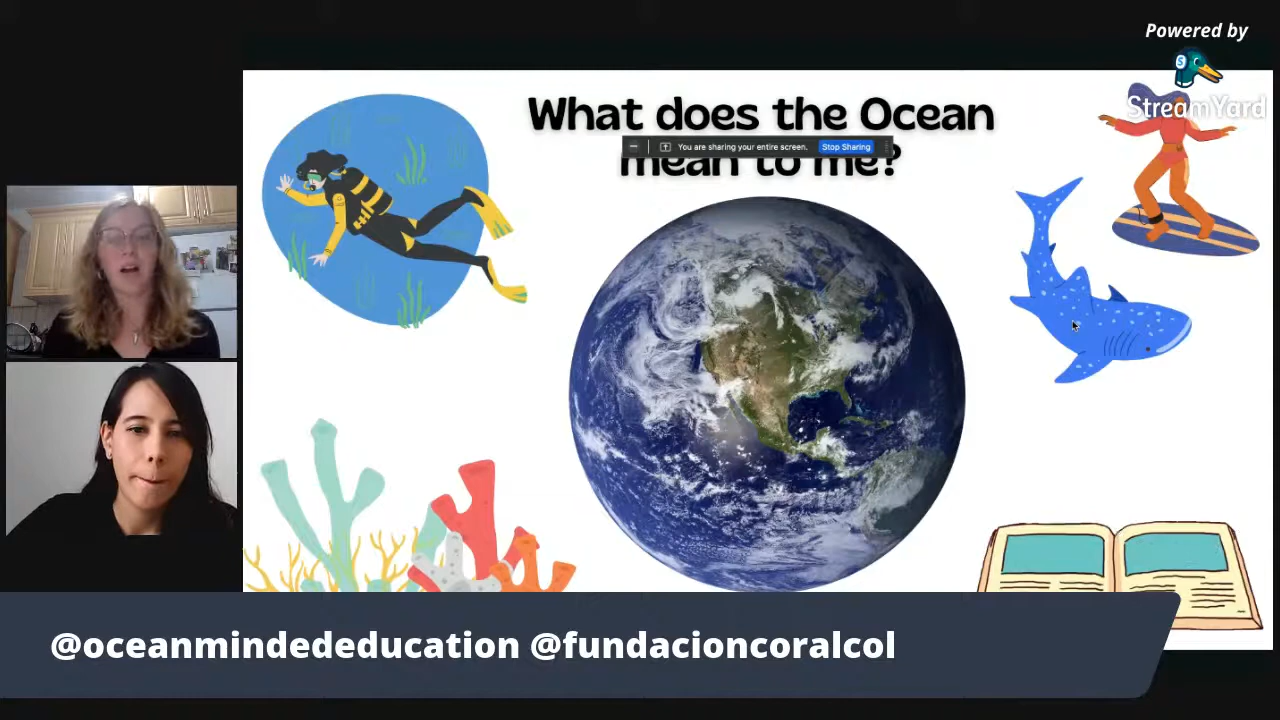 Powered by
StreamYard
What does the Ocean
You are sharing your entire screen. Stop Sharing
mean to me?
@oceanmindededucation @fundacioncoralcol